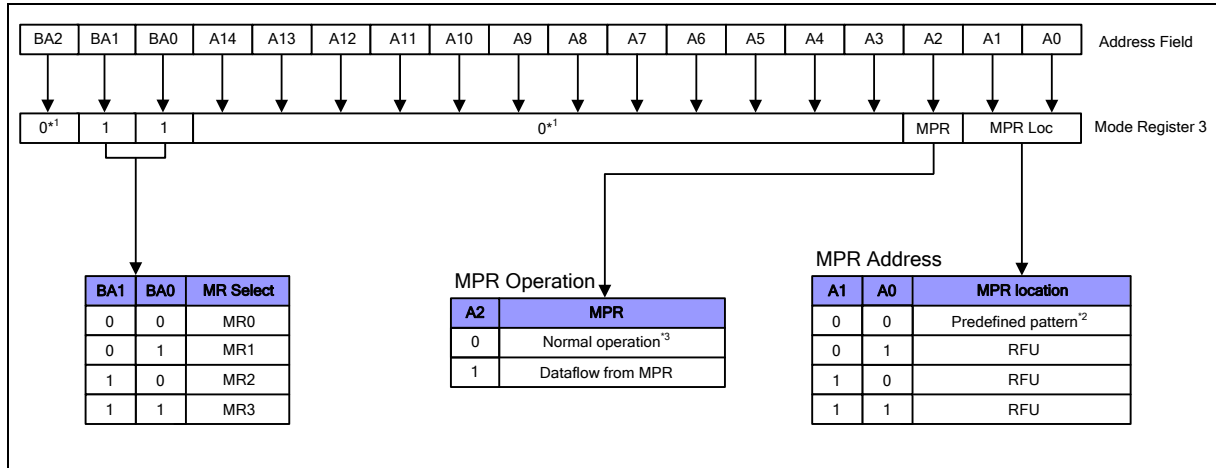 BA2 BA1 BA0 A14 A13 A12 A11 A10 A9 A8 A7 A6 A5 A4 A3 A2 A1 A0 Address Field
0*1 1 1 0*1 MPR MPR Loc Mode Register 3
BA1 BA0 MR Select
0 0 MR0
0 1 MR1
1 0 MR2
1 1 MR3
MPR Operation
A2 MPR
0 Normal operation*3
1 Dataflow from MPR
MPR Address
A1 A0 MPR location
0 0 Predefined pattern*2
0 1 RFU
1 0 RFU
1 1 RFU